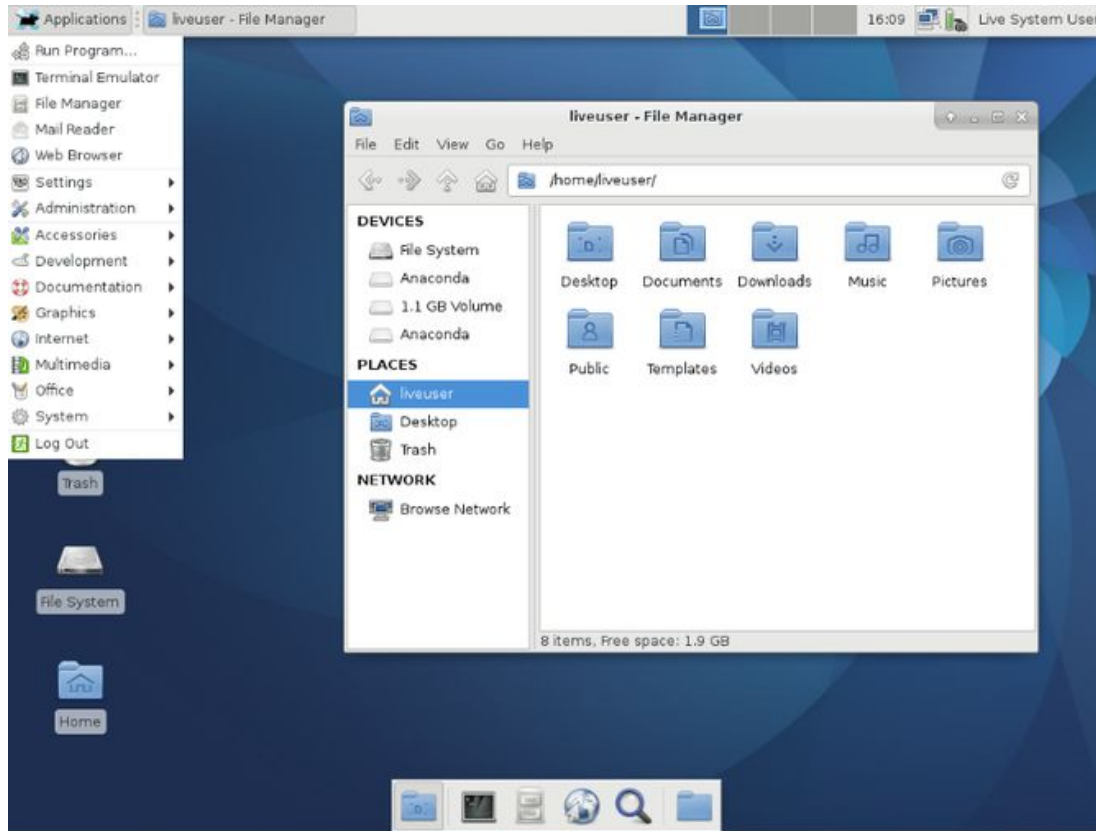 Applications
liveuser - File Manager
16:09
Live System User
Run Program...
Terminal Emulator
File Manager
Mail Reader
Web Browser
Settings
Administration
Accessories
Development
Documentation
Graphics
Internet
Multimedia
Office
System
Log Out
Trash
File System
Home
liveuser - File Manager
File Edit View Go Help
/home/liveuser/
DEVICES
File System
Anaconda
1.1 GB Volume
Anaconda
PLACES
liveuser
Desktop
Trash
NETWORK
Browse Network
Desktop Documents Downloads Music Pictures
Public Templates Videos
8 items, Free space: 1.9 GB